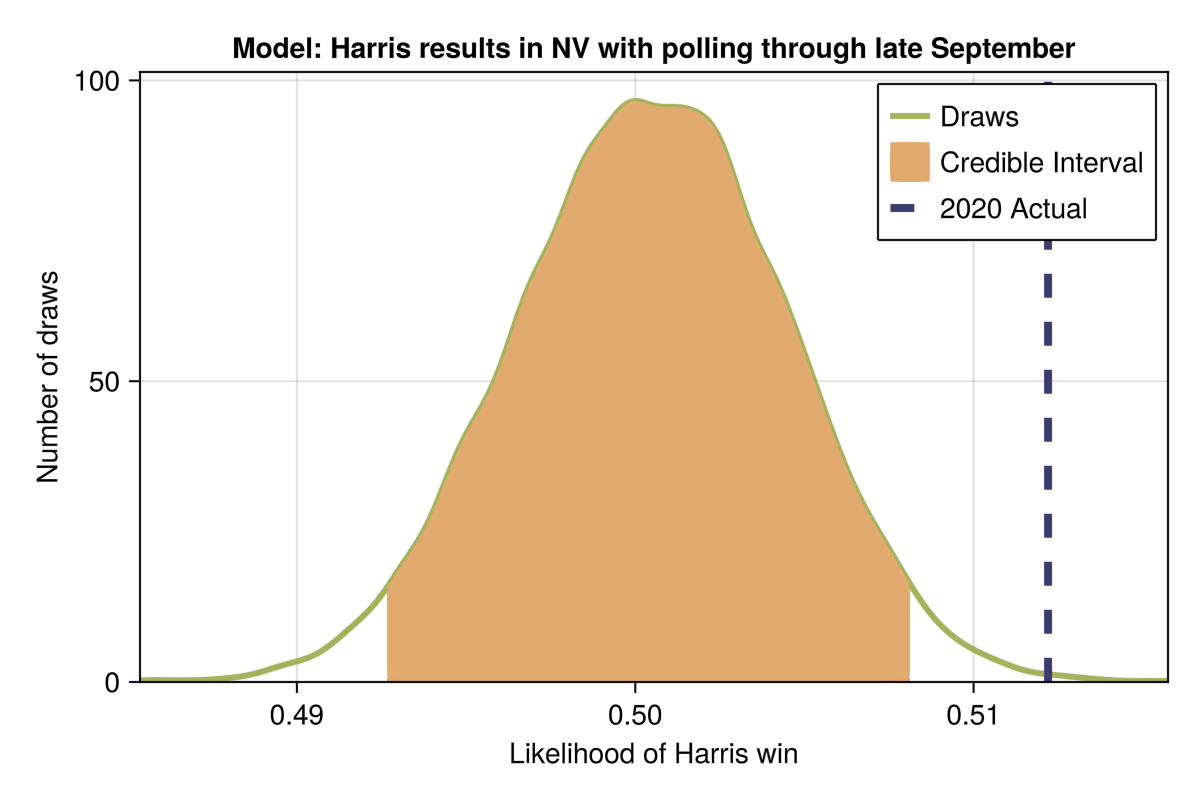 Model: Harris results in NV with polling through late September
100
50
0
Number of draws
Draws
Credible Interval
2020 Actual
0.49
0.50
0.51
Likelihood of Harris win